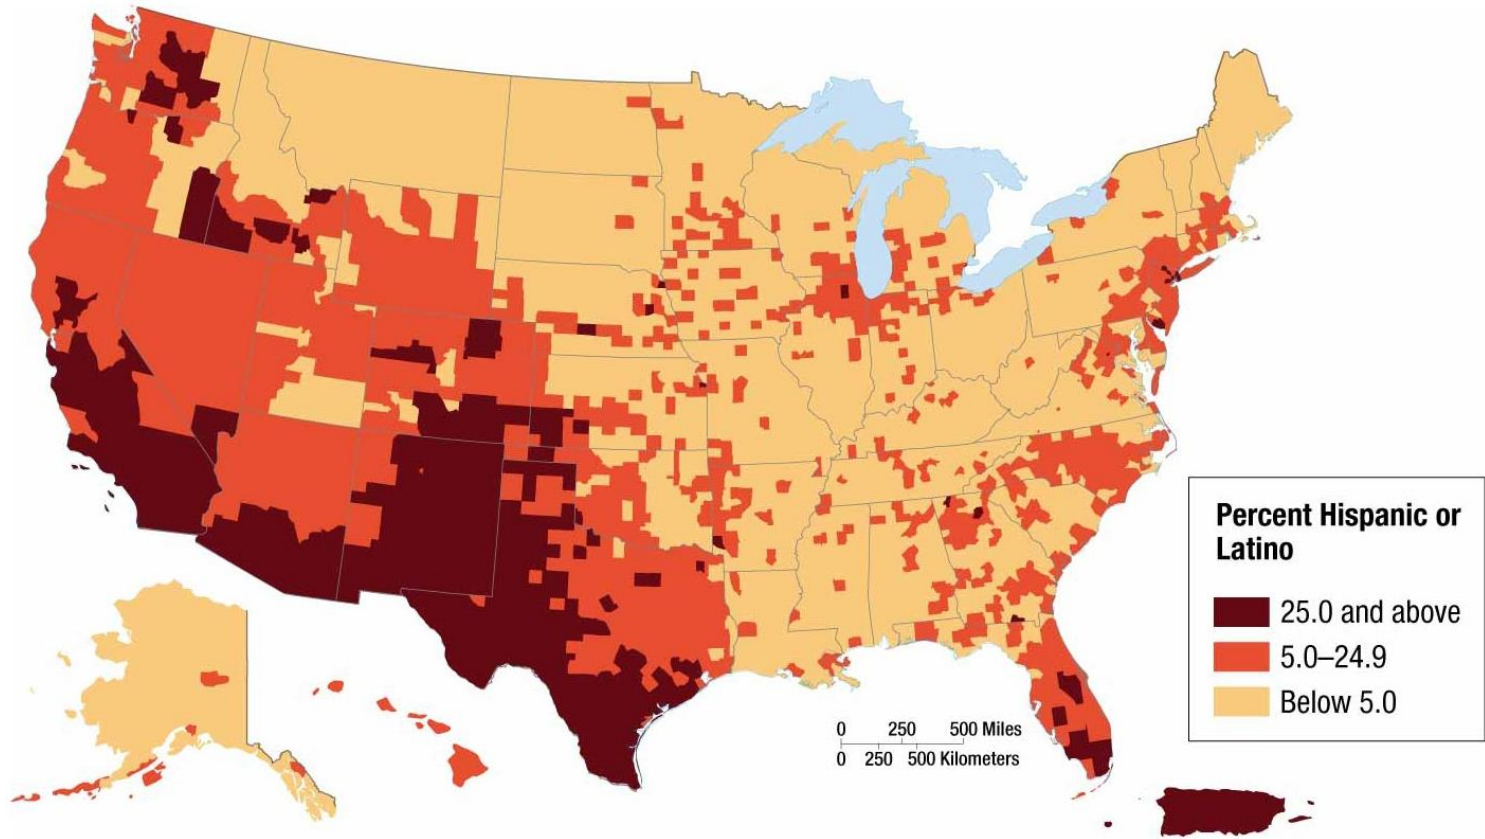 Percent Hispanic or
Latino
25.0 and above
5.0–24.9
Below 5.0
0 250 500 Miles
0 250 500 Kilometers